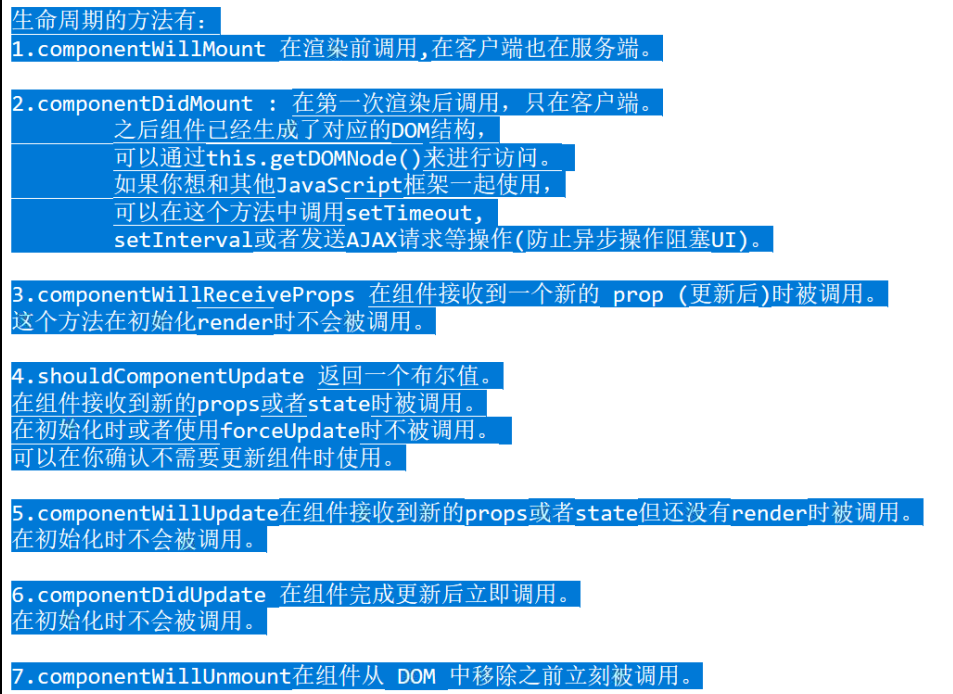 生命周期的方法有：
1.componentWillMount 在渲染前调用,在客户端也在服务端。
2.componentDidMount : 在第一次渲染后调用，只在客户端。
之后组件已经生成了对应的DOM结构，
可以通过this.getDOMNode()来进行访问。
如果你想和其他JavaScript框架一起使用，
可以在这个方法中调用setTimeout,
setInterval或者发送AJAX请求等操作(防止异步操作阻塞UI)。
3.componentWillReceiveProps 在组件接收到一个新的 prop (更新后)时被调用。
这个方法在初始化render时不会被调用。
4.shouldComponentUpdate 返回一个布尔值。
在组件接收到新的props或者state时被调用。
在初始化时或者使用forceUpdate时不被调用。
可以在你确认不需要更新组件时使用。
5.componentWillUpdate在组件接收到新的props或者state但还没有render时被调用。
在初始化时不会被调用。
6.componentDidUpdate 在组件完成更新后立即调用。
在初始化时不会被调用。
7.componentWillUnmount在组件从 DOM 中移除之前立刻被调用。